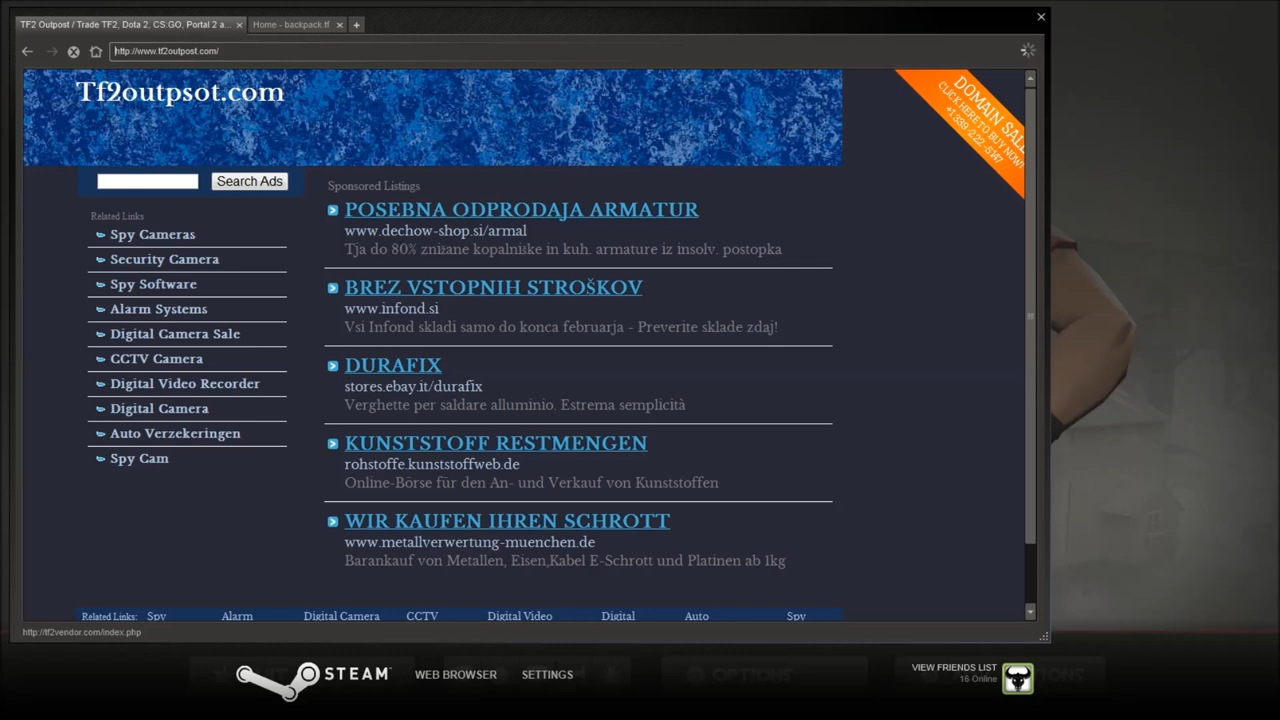 TF2 Outpost / Trade TF2, Dota 2, CS:GO, Portal 2 a...
Home - backpack.tf
http://www.tf2outpost.com/
Tf2outpsot.com
DOMAIN SALE
CLICK HERE TO BUY NOW!
+1 339-222-5147
Search Ads
Related Links
Spy Cameras
Security Camera
Spy Software
Alarm Systems
Digital Camera Sale
CCTV Camera
Digital Video Recorder
Digital Camera
Auto Verzekeringen
Spy Cam
Sponsored Listings
POSEBNA ODPRODAJA ARMATUR
www.dechow-shop.si/armal
Tja do 80% znižane kopalniške in kuh. armature iz insolv. postopka
BREZ VSTOPNIH STROŠKOV
www.infond.si
Vsi Infond skladi samo do konca februarja - Preverite sklade zdaj!
DURAFIX
stores.ebay.it/durafix
Verghette per saldare alluminio. Estrema semplicità
KUNSTSTOFF RESTMENGEN
rohstoffe.kunststoffweb.de
Online-Börse für den An- und Verkauf von Kunststoffen
WIR KAUFEN IHREN SCHROTT
www.metallverwertung-muenchen.de
Barankauf von Metallen, Eisen,Kabel E-Schrott und Platinen ab 1kg
Related Links: Spy Alarm Digital Camera CCTV Digital Video Digital Auto Spy
http://tf2vendor.com/index.php
STEAM™
WEB BROWSER
SETTINGS
VIEW FRIENDS LIST
16 Online
OPTIONS